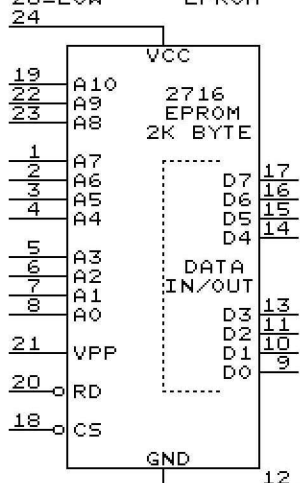 24
VCC
19 A10
22 A9
23 A8
2716
EPROM
2K BYTE
1 A7
2 A6
3 A5
4 A4
D7 17
D6 16
D5 15
D4 14
5 A3
6 A2
7 A1
8 A0
DATA
IN/OUT
D3 13
D2 11
D1 10
D0 9
21 VPP
20 RD
18 CS
GND
12